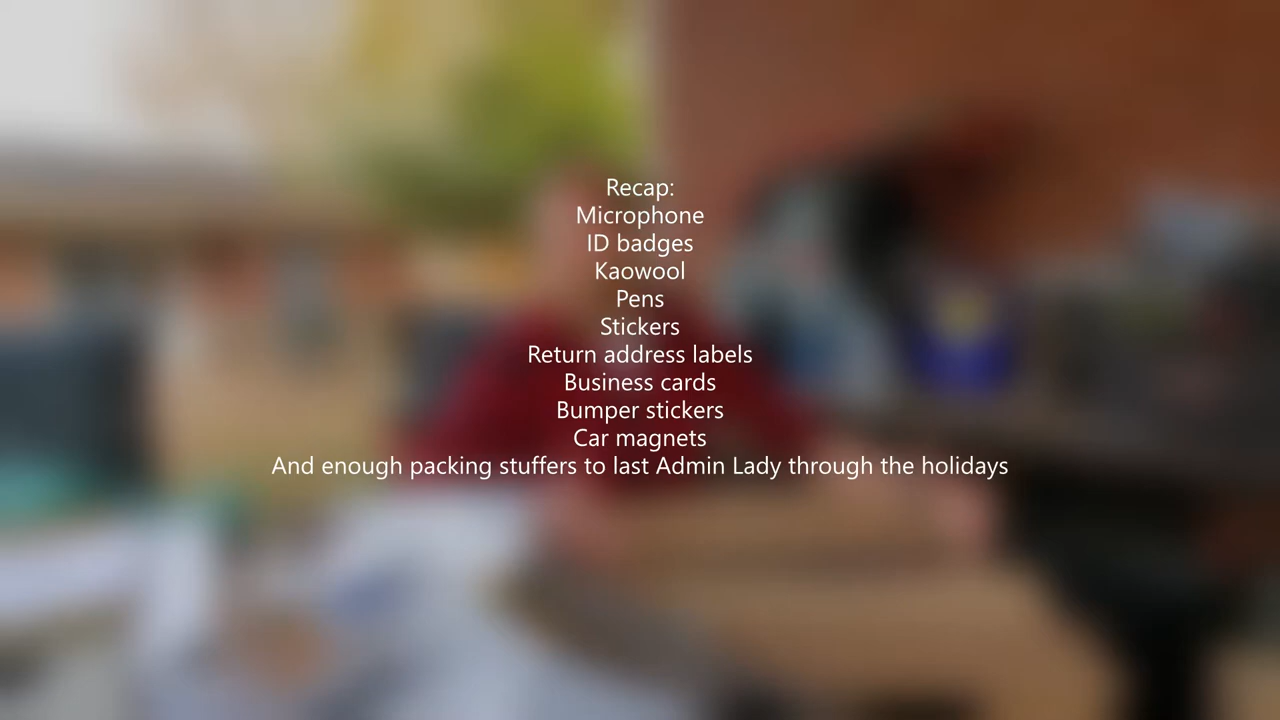 Recap:
Microphone
ID badges
Kaowool
Pens
Stickers
Return address labels
Business cards
Bumper stickers
Car magnets
And enough packing stuffers to last Admin Lady through the holidays